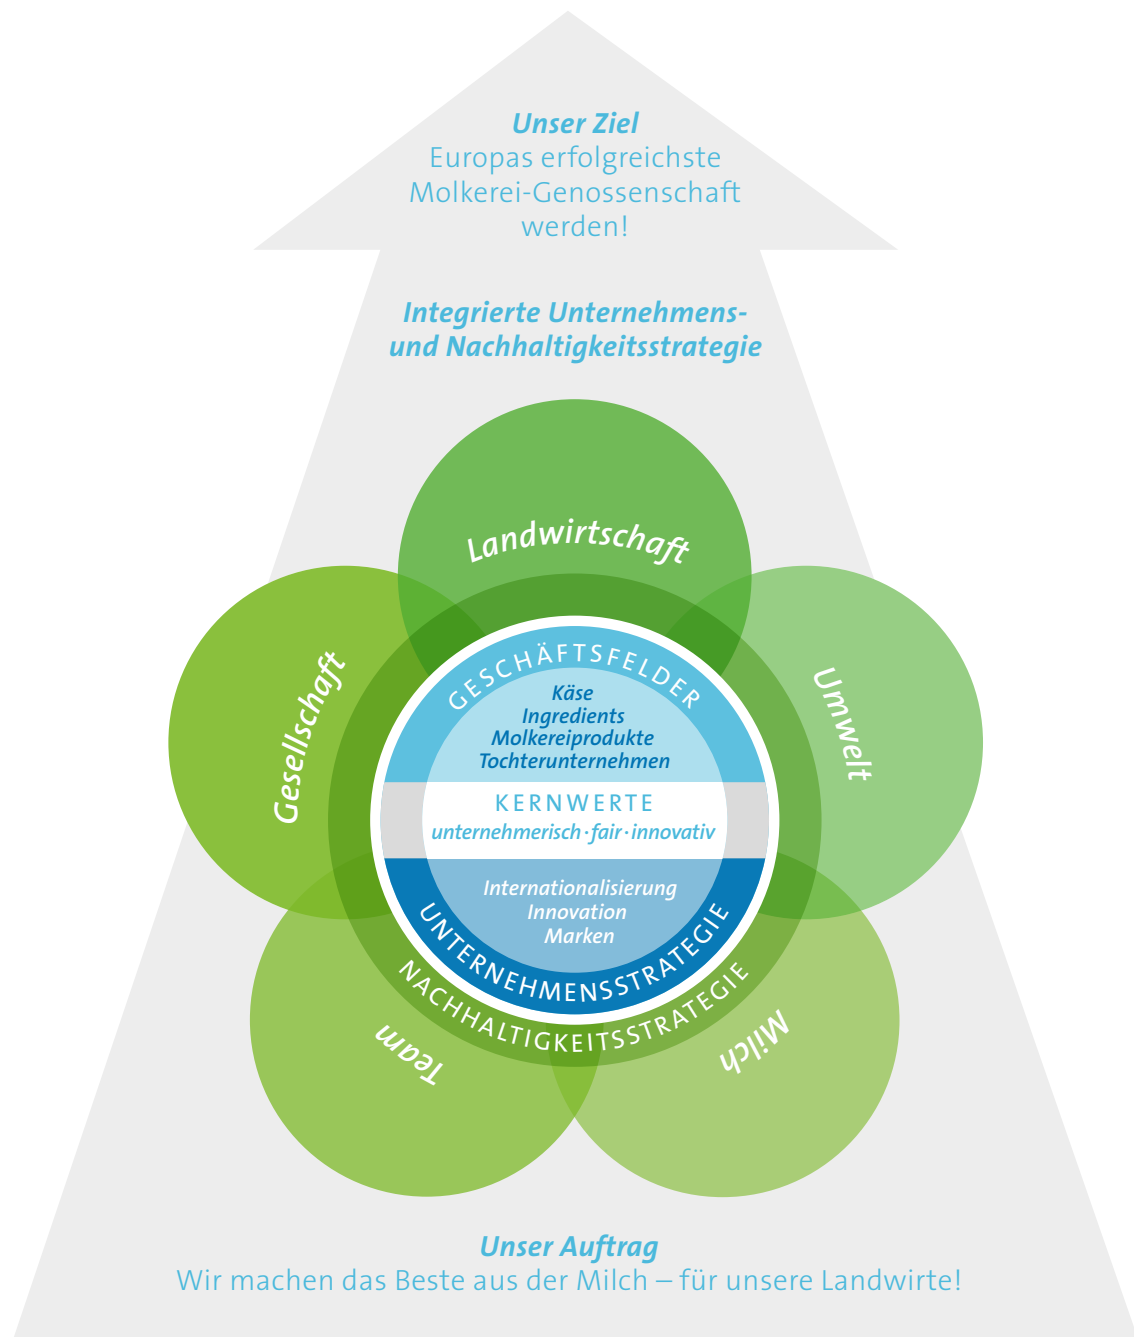 Unser Ziel
Europas erfolgreichste
Molkerei-Genossenschaft
werden!
Integrierte Unternehmens-
und Nachhaltigkeitsstrategie
Landwirtschaft
Gesellschaft
Umwelt
GESCHÄFTSFELDER
Käse
Ingredients
Molkereiprodukte
Tochterunternehmen
KERNWERTE
unternehmerisch · fair · innovativ
Internationalisierung
Innovation
Marken
UNTERNEHMENSSTRATEGIE
NACHHALTIGKEITSSTRATEGIE
Team
Milch
Unser Auftrag
Wir machen das Beste aus der Milch – für unsere Landwirte!